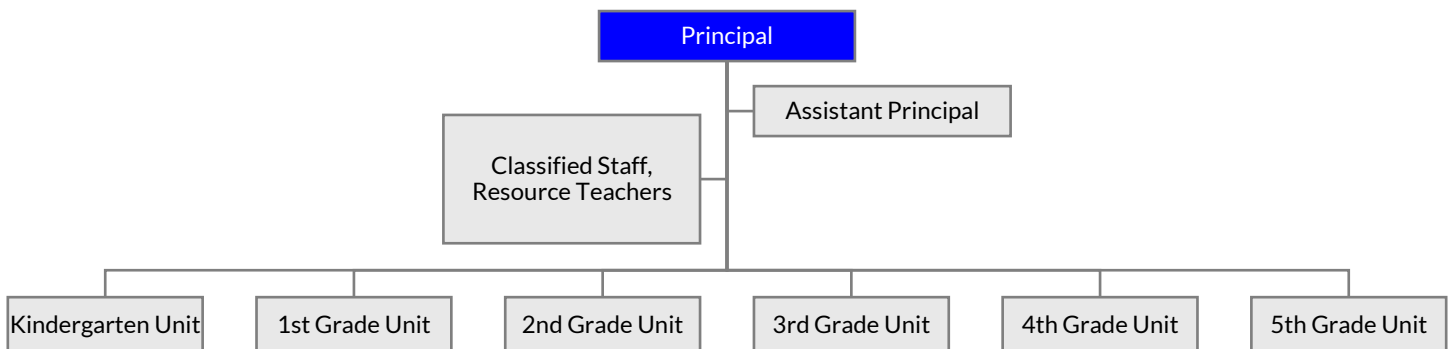 Principal
Assistant Principal
Classified Staff,
Resource Teachers
Kindergarten Unit
1st Grade Unit
2nd Grade Unit
3rd Grade Unit
4th Grade Unit
5th Grade Unit